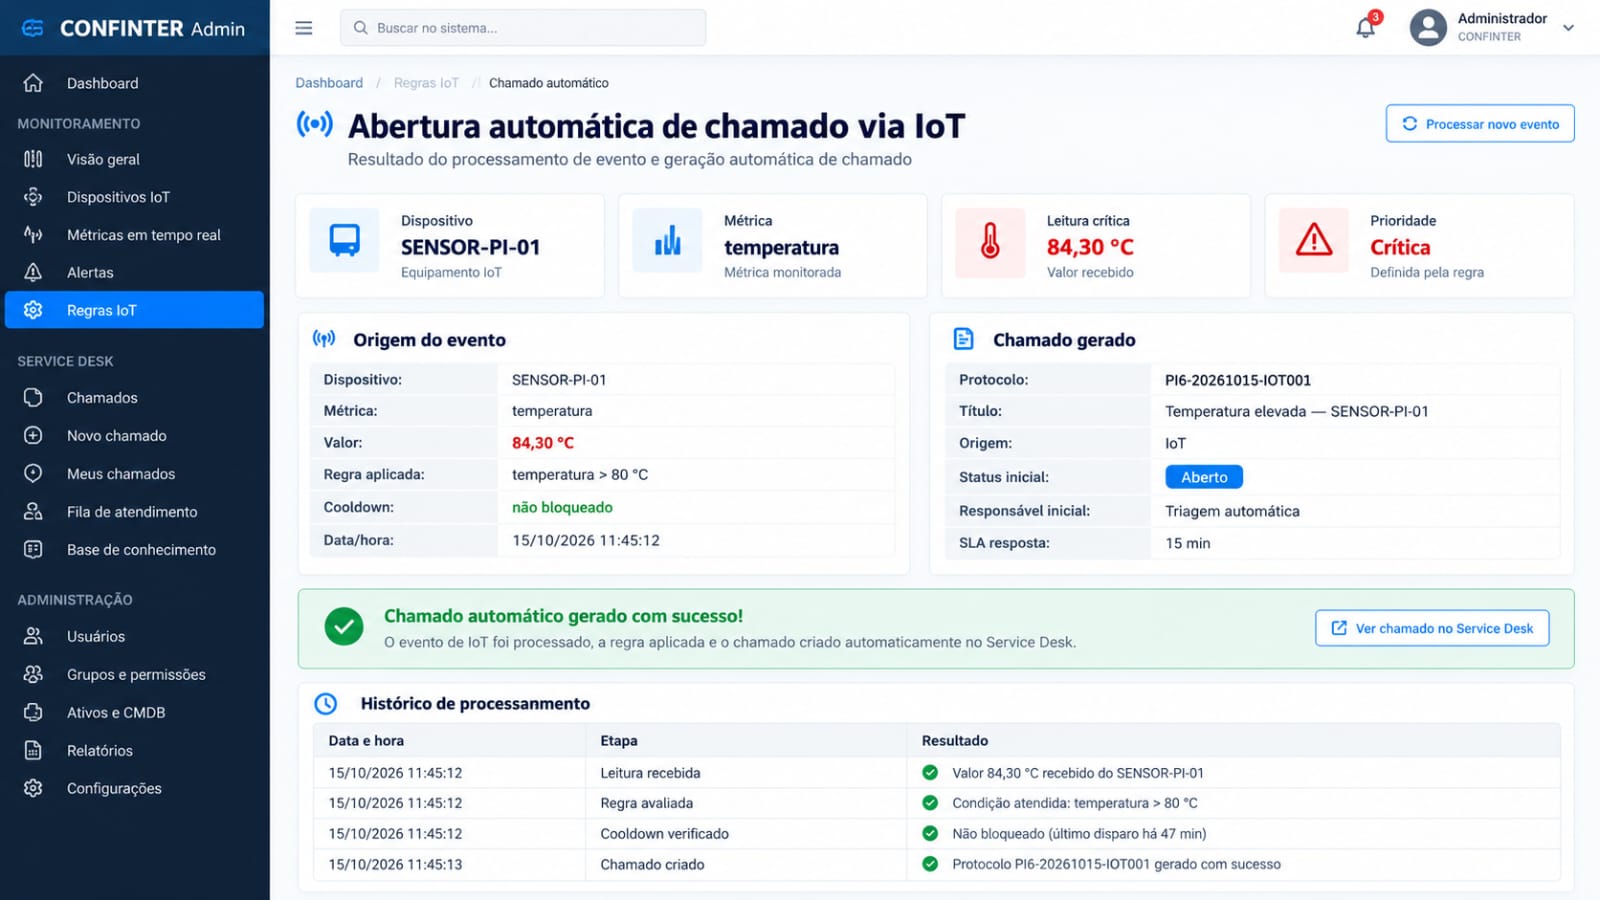 CONFINTER Admin
Buscar no sistema...
3
Administrador
CONFINTER
Dashboard
MONITORAMENTO
Visão geral
Dispositivos IoT
Métricas em tempo real
Alertas
Regras IoT
SERVICE DESK
Chamados
Novo chamado
Meus chamados
Fila de atendimento
Base de conhecimento
ADMINISTRAÇÃO
Usuários
Grupos e permissões
Ativos e CMDB
Relatórios
Configurações
Dashboard / Regras IoT / Chamado automático
Abertura automática de chamado via IoT
Resultado do processamento de evento e geração automática de chamado
Processar novo evento
Dispositivo
SENSOR-PI-01
Equipamento IoT
Métrica
temperatura
Métrica monitorada
Leitura crítica
84,30 °C
Valor recebido
Prioridade
Crítica
Definida pela regra
Origem do evento
Dispositivo: SENSOR-PI-01
Métrica: temperatura
Valor: 84,30 °C
Regra aplicada: temperatura > 80 °C
Cooldown: não bloqueado
Data/hora: 15/10/2026 11:45:12
Chamado gerado
Protocolo: PI6-20261015-IOT001
Título: Temperatura elevada — SENSOR-PI-01
Origem: IoT
Status inicial: Aberto
Responsável inicial: Triagem automática
SLA resposta: 15 min
Chamado automático gerado com sucesso!
O evento de IoT foi processado, a regra aplicada e o chamado criado automaticamente no Service Desk.
Ver chamado no Service Desk
Histórico de processanmento
Data e hora Etapa Resultado
15/10/2026 11:45:12 Leitura recebida Valor 84,30 °C recebido do SENSOR-PI-01
15/10/2026 11:45:12 Regra avaliada Condição atendida: temperatura > 80 °C
15/10/2026 11:45:12 Cooldown verificado Não bloqueado (último disparo há 47 min)
15/10/2026 11:45:13 Chamado criado Protocolo PI6-20261015-IOT001 gerado com sucesso